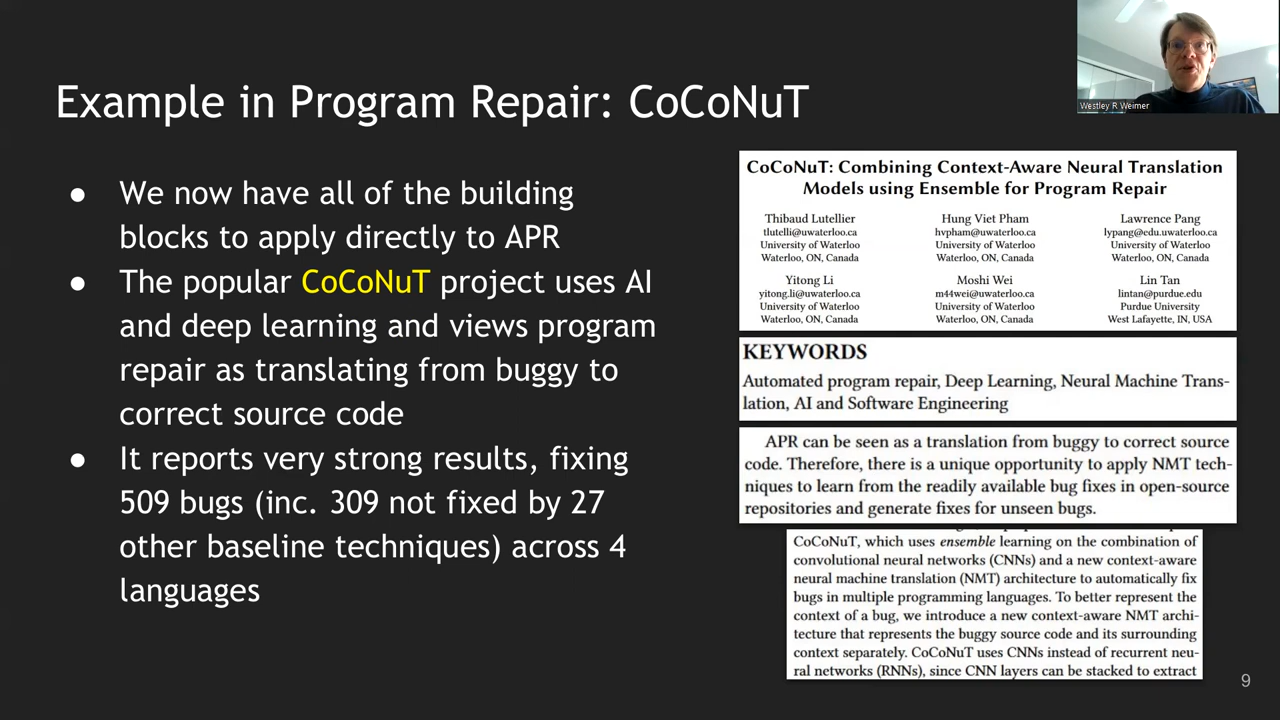 Example in Program Repair: CoCoNuT
Westley R Weimer
● We now have all of the building
blocks to apply directly to APR
● The popular CoCoNuT project uses AI
and deep learning and views program
repair as translating from buggy to
correct source code
● It reports very strong results, fixing
509 bugs (inc. 309 not fixed by 27
other baseline techniques) across 4
languages
CoCoNuT: Combining Context-Aware Neural Translation
Models using Ensemble for Program Repair
Thibaud Lutellier
tlutelli@uwaterloo.ca
University of Waterloo
Waterloo, ON, Canada
Hung Viet Pham
hvpham@uwaterloo.ca
University of Waterloo
Waterloo, ON, Canada
Lawrence Pang
lypang@edu.uwaterloo.ca
University of Waterloo
Waterloo, ON, Canada
Yitong Li
yitong.li@uwaterloo.ca
University of Waterloo
Waterloo, ON, Canada
Moshi Wei
m44wei@uwaterloo.ca
University of Waterloo
Waterloo, ON, Canada
Lin Tan
lintan@purdue.edu
Purdue University
West Lafayette, IN, USA
KEYWORDS
Automated program repair, Deep Learning, Neural Machine Trans-
lation, AI and Software Engineering
APR can be seen as a translation from buggy to correct source
code. Therefore, there is a unique opportunity to apply NMT tech-
niques to learn from the readily available bug fixes in open-source
repositories and generate fixes for unseen bugs.
CoCoNuT, which uses ensemble learning on the combination of
convolutional neural networks (CNNs) and a new context-aware
neural machine translation (NMT) architecture to automatically fix
bugs in multiple programming languages. To better represent the
context of a bug, we introduce a new context-aware NMT archi-
tecture that represents the buggy source code and its surrounding
context separately. CoCoNuT uses CNNs instead of recurrent neu-
ral networks (RNNs), since CNN layers can be stacked to extract
9